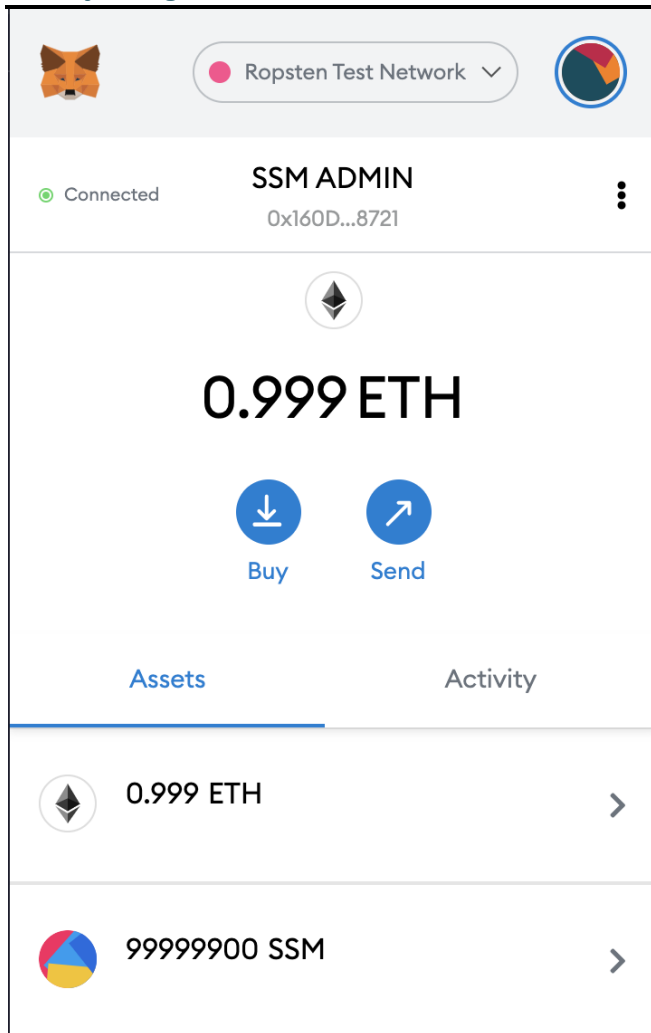 Ropsten Test Network
Connected
SSM ADMIN
0x160D...8721
0.999 ETH
Buy
Send
Assets
Activity
0.999 ETH
99999900 SSM